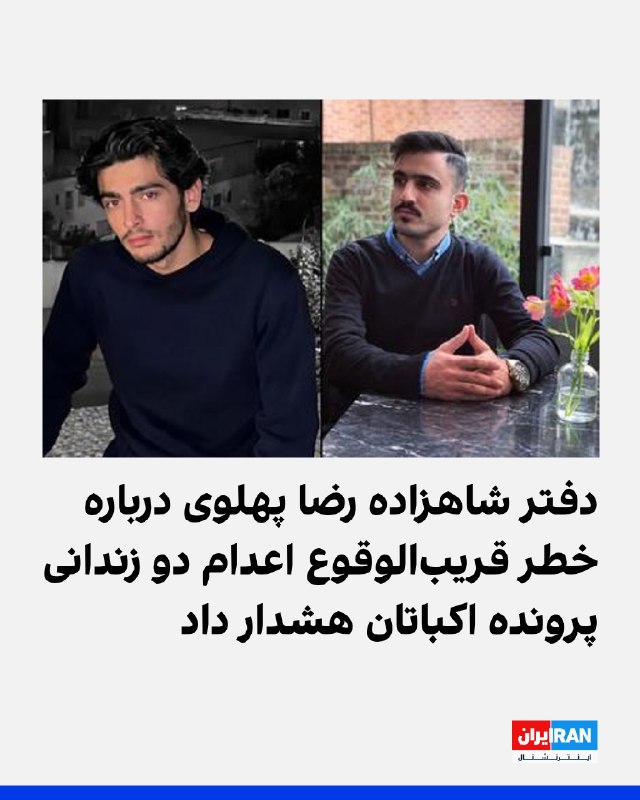 دفتر شاهزاده رضا پهلوی درباره
خطر قریب‌الوقوع اعدام دو زندانی
پرونده اکباتان هشدار داد
ایران IRAN
اینترنشنال